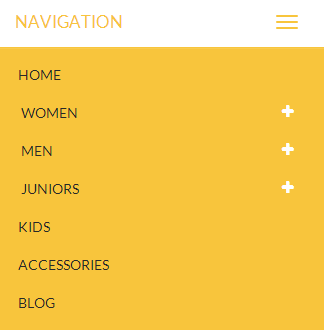 NAVIGATION
HOME
WOMEN
MEN
JUNIORS
KIDS
ACCESSORIES
BLOG